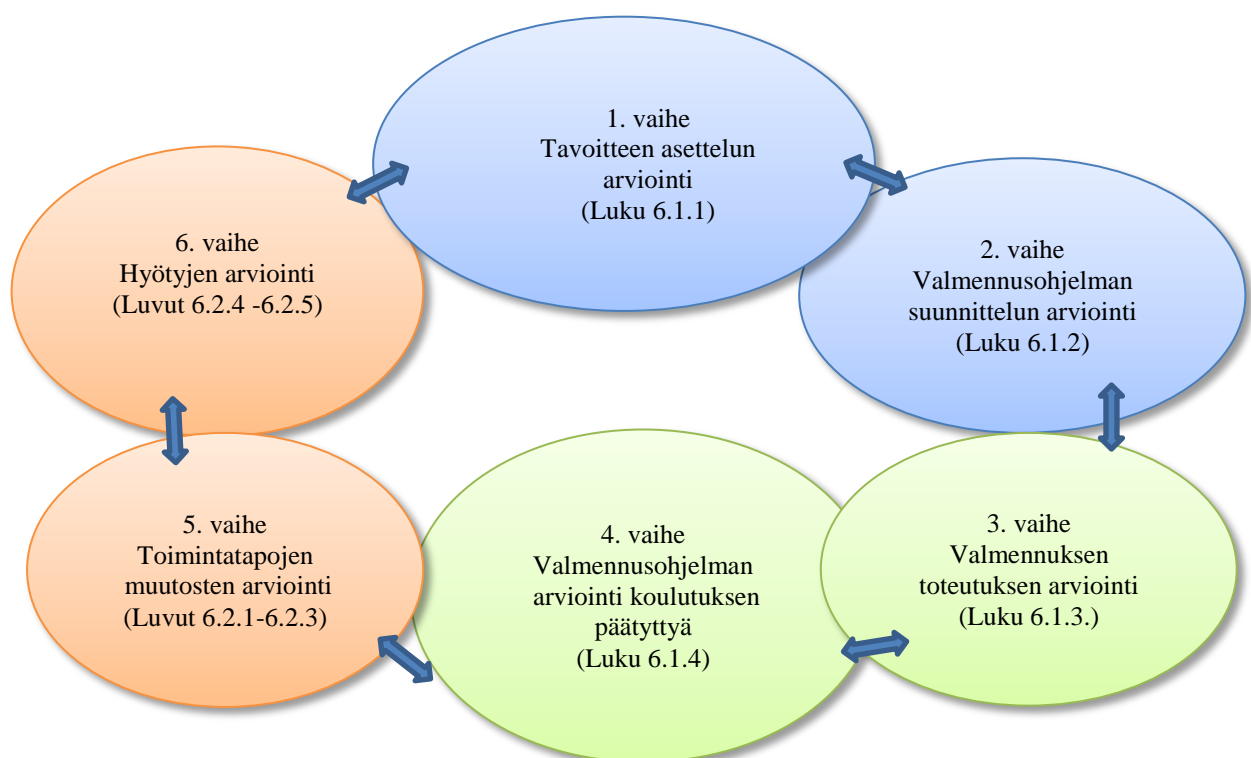 1. vaihe
Tavoitteen asettelun
arviointi
(Luku 6.1.1)
2. vaihe
Valmennusohjelman
suunnittelun arviointi
(Luku 6.1.2)
3. vaihe
Valmennuksen
toteutuksen arviointi
(Luku 6.1.3.)
4. vaihe
Valmennusohjelman
arviointi koulutuksen
päätyttyä
(Luku 6.1.4)
5. vaihe
Toimintatapojen
muutosten arviointi
(Luvut 6.2.1-6.2.3)
6. vaihe
Hyötyjen arviointi
(Luvut 6.2.4 -6.2.5)